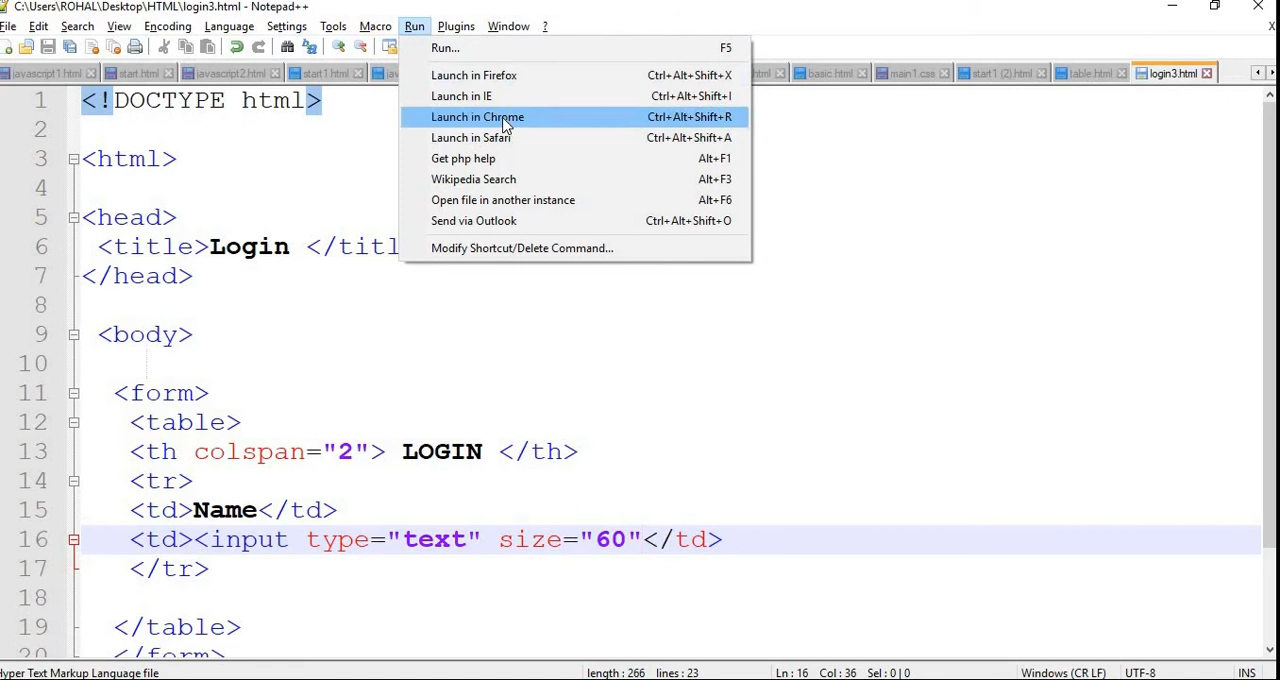 C:\Users\ROHAL\Desktop\HTML\login3.html - Notepad++
File Edit Search View Encoding Language Settings Tools Macro Run Plugins Window ?
javascript1.html start.html javascript2.html start1.html basic.html main1.css start1 (2).html table.html login3.html
Run... F5
Launch in Firefox Ctrl+Alt+Shift+X
Launch in IE Ctrl+Alt+Shift+I
Launch in Chrome Ctrl+Alt+Shift+R
Launch in Safari Ctrl+Alt+Shift+A
Get php help Alt+F1
Wikipedia Search Alt+F3
Open file in another instance Alt+F6
Send via Outlook Ctrl+Alt+Shift+O
Modify Shortcut/Delete Command...
1 <!DOCTYPE html>
2
3 <html>
4
5 <head>
6 <title>Login </titl
7 </head>
8
9 <body>
10
11 <form>
12 <table>
13 <th colspan="2"> LOGIN </th>
14 <tr>
15 <td>Name</td>
16 <td><input type="text" size="60"</td>
17 </tr>
18
19 </table>
20 </form>
Hyper Text Markup Language file length : 266 lines : 23 Ln : 16 Col : 36 Sel : 0 | 0 Windows (CR LF) UTF-8 INS